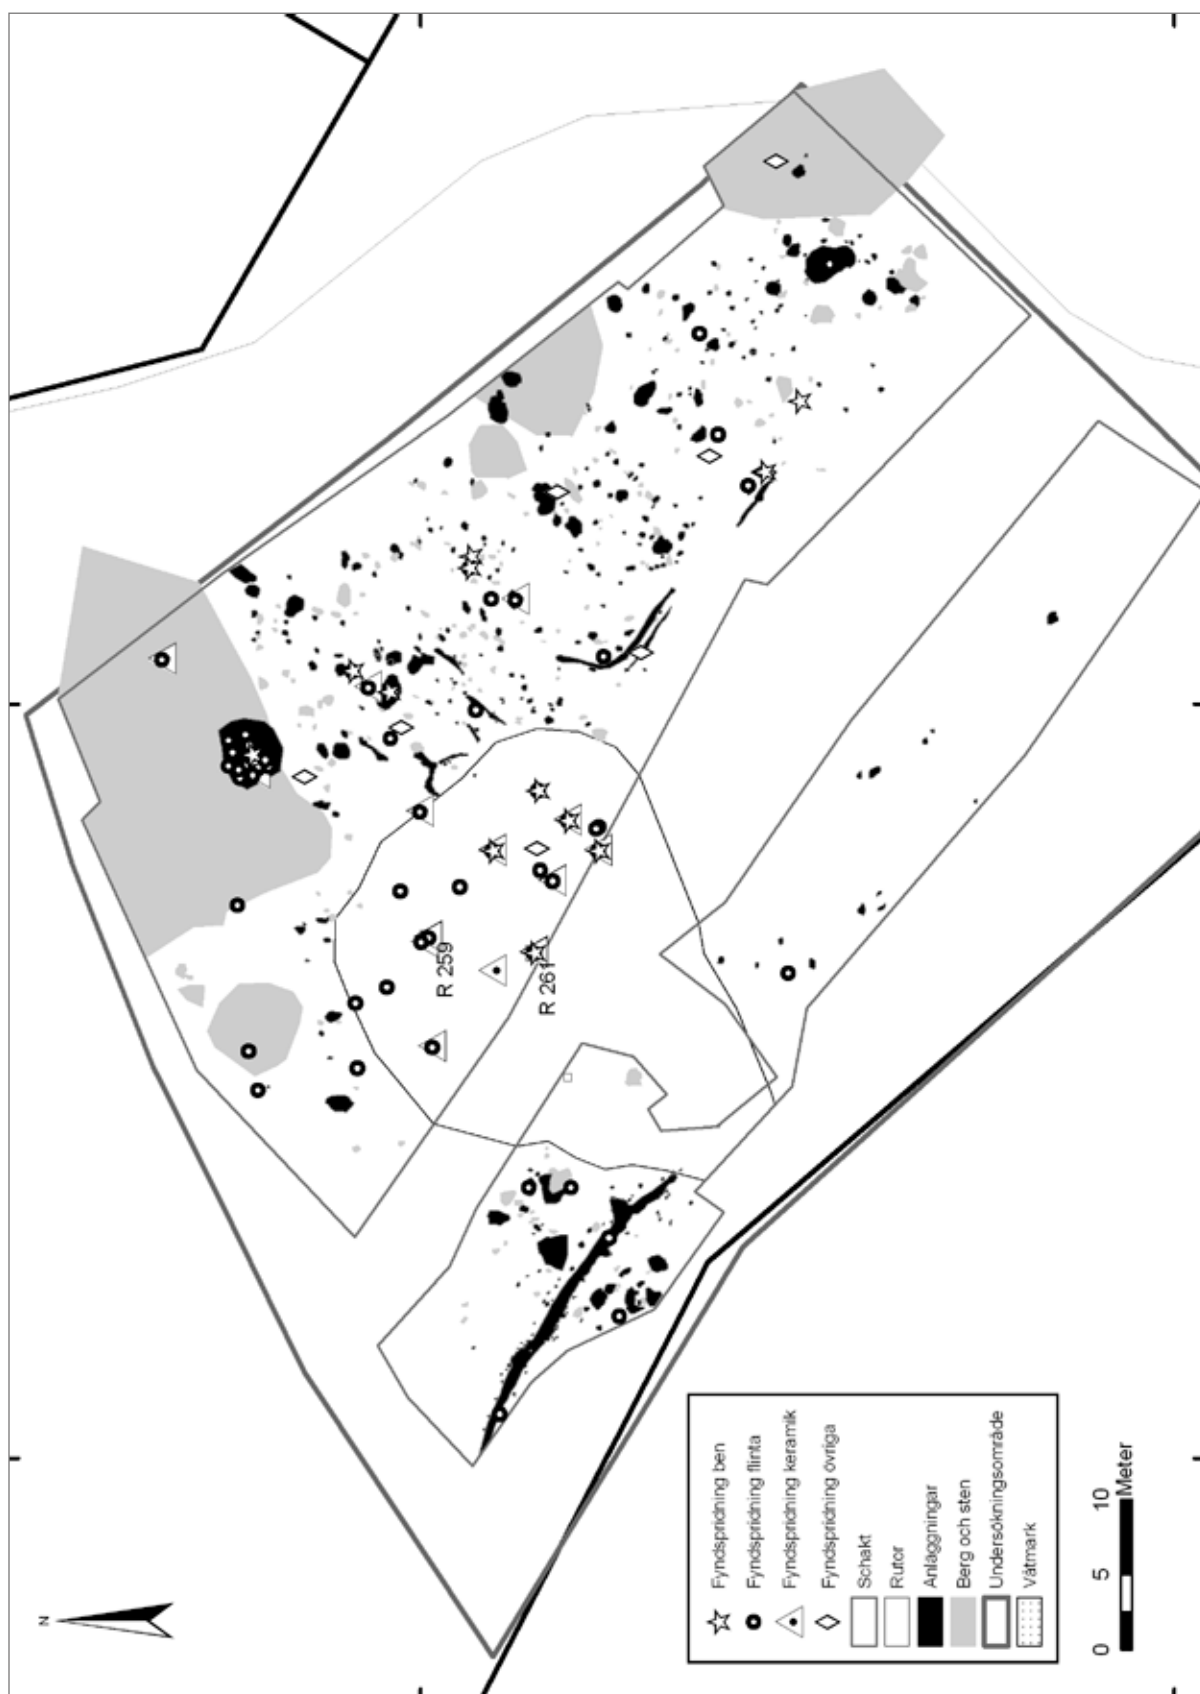 N
R 259
R 261
Fyndspridning ben
Fyndspridning flinta
Fyndspridning keramik
Fyndspridning övriga
Schakt
Rutor
Anläggningar
Berg och sten
Undersökningsområde
Våtmark
0 5 10
Meter